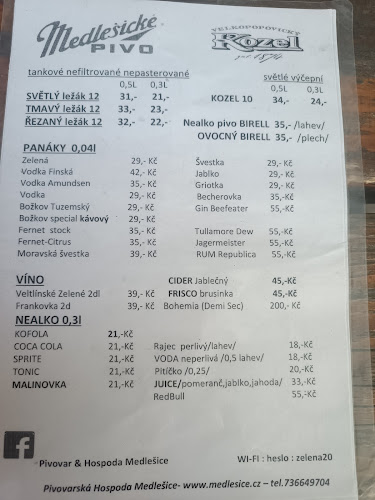 Medlešické
PIVO
VELKOPOPOVICKÝ
Kozel
1874
tankové nefiltrované nepasterované
0,5L 0,3L
SVĚTLÝ ležák 12 31,- 21,-
TMAVÝ ležák 12 33,- 23,-
ŘEZANÝ ležák 12 32,- 22,-
světlé výčepní
0,5L 0,3L
KOZEL 10 34,- 24,-
Nealko pivo BIRELL 35,-/lahev/
OVOCNÝ BIRELL 35,- /plech/
PANÁKY 0,04l
Zelená 29,- Kč
Vodka Finská 42,- Kč
Vodka Amundsen 35,- Kč
Vodka 29,- Kč
Božkov Tuzemský 29,- Kč
Božkov special kávový 29,- Kč
Fernet stock 35,- Kč
Fernet-Citrus 35,- Kč
Moravská švestka 39,- Kč
Švestka 29,-Kč
Jablko 29,-Kč
Griotka 29,-Kč
Becherovka 35,-Kč
Gin Beefeater 55,-Kč
Tullamore Dew 55,-Kč
Jagermeister 55,-Kč
RUM Republica 55,-Kč
VÍNO
Veltlínské Zelené 2dl 39,- Kč
Frankovka 2d 39,- Kč
CIDER Jablečný 45,-Kč
FRISCO brusinka 45,-Kč
Bohemia (Demi Sec) 200,- Kč
NEALKO 0,3l
KOFOLA 21,-Kč
COCA COLA 21,-Kč
SPRITE 21,-Kč
TONIC 21,-Kč
MALINOVKA 21,-Kč
Rajec perlivý/lahev/ 18,-Kč
VODA neperlivá /0,5 lahev/ 18,-Kč
Pitíčko /0,25/ 20,-Kč
JUICE/pomeranč,jablko,jahoda/ 33,-Kč
RedBull 55,-Kč
f
Pivovar & Hospoda Medlešice
WI-FI : heslo : zelena20
Pivovarská Hospoda Medlešice- www.medlesice.cz – tel.736649704